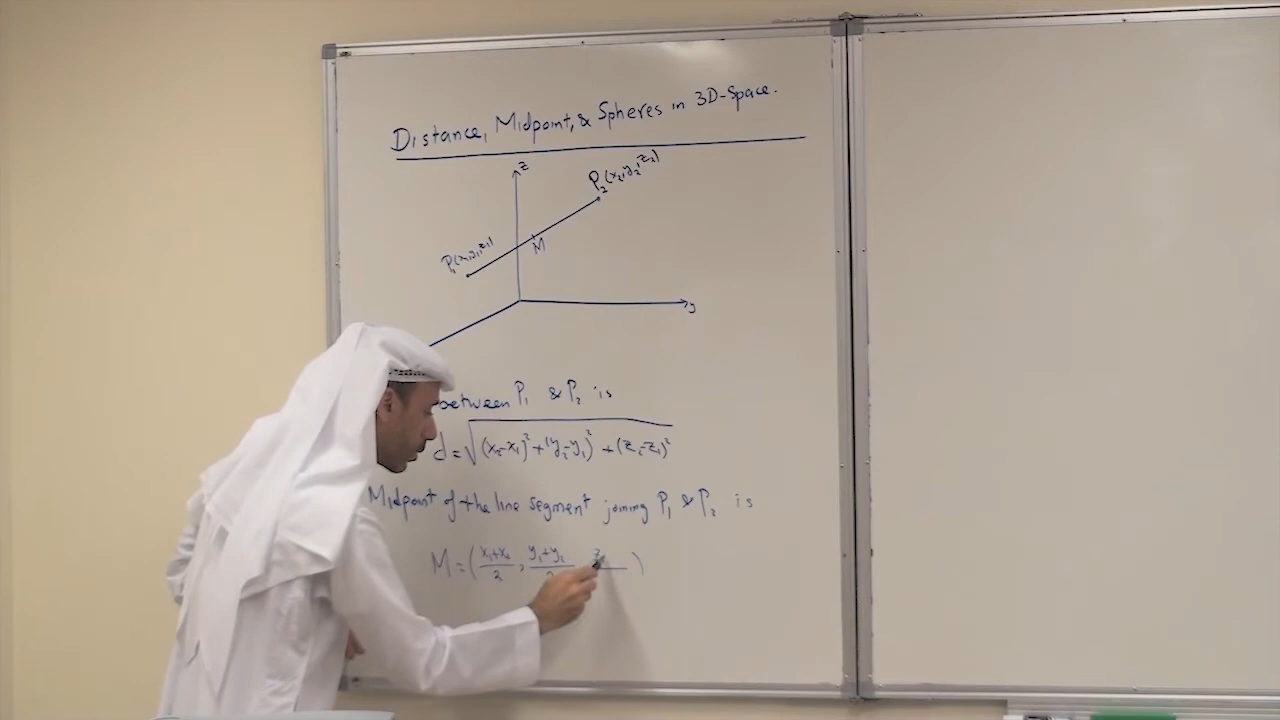 Distance, Midpoint, & Spheres in 3D-Space.
z
P₂(x₂,y₂,z₂)
P₁(x₁,y₁,z₁)
M
y
between P₁ & P₂ is
d=√((x₂-x₁)²+(y₂-y₁)²+(z₂-z₁)²)
Midpoint of the line segment joining P₁ & P₂ is
M=((x₁+x₂)/2, (y₁+y₂)/2, )